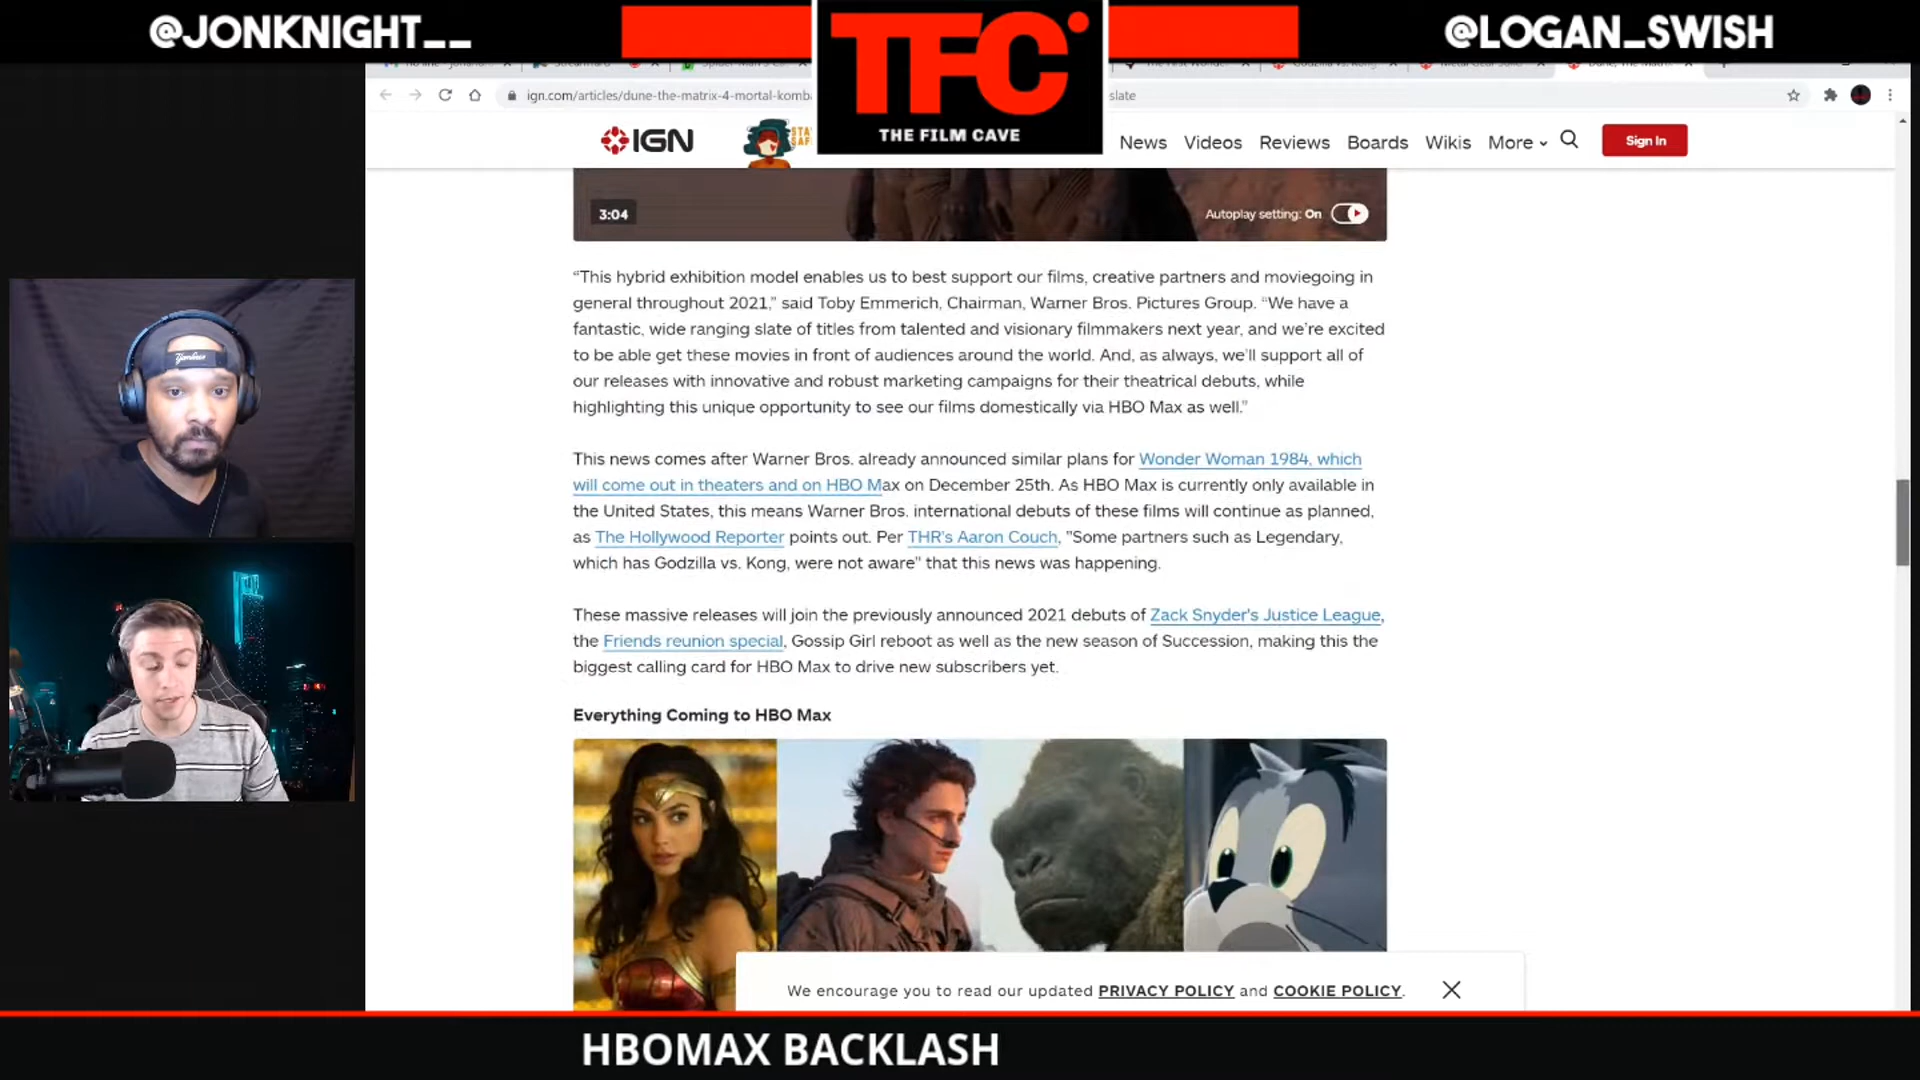 @JONKNIGHT__
TFC
THE FILM CAVE
@LOGAN_SWISH
ign.com/articles/dune-the-matrix-4-mortal-komba
slate
IGN
News
Videos
Reviews
Boards
Wikis
More
Sign In
3:04
Autoplay setting: On
“This hybrid exhibition model enables us to best support our films, creative partners and moviegoing in
general throughout 2021,” said Toby Emmerich, Chairman, Warner Bros. Pictures Group. “We have a
fantastic, wide ranging slate of titles from talented and visionary filmmakers next year, and we’re excited
to be able get these movies in front of audiences around the world. And, as always, we’ll support all of
our releases with innovative and robust marketing campaigns for their theatrical debuts, while
highlighting this unique opportunity to see our films domestically via HBO Max as well.”
This news comes after Warner Bros. already announced similar plans for Wonder Woman 1984, which
will come out in theaters and on HBO Max on December 25th. As HBO Max is currently only available in
the United States, this means Warner Bros. international debuts of these films will continue as planned,
as The Hollywood Reporter points out. Per THR's Aaron Couch, "Some partners such as Legendary,
which has Godzilla vs. Kong, were not aware" that this news was happening.
These massive releases will join the previously announced 2021 debuts of Zack Snyder's Justice League,
the Friends reunion special, Gossip Girl reboot as well as the new season of Succession, making this the
biggest calling card for HBO Max to drive new subscribers yet.
Everything Coming to HBO Max
We encourage you to read our updated PRIVACY POLICY and COOKIE POLICY.
HBOMAX BACKLASH